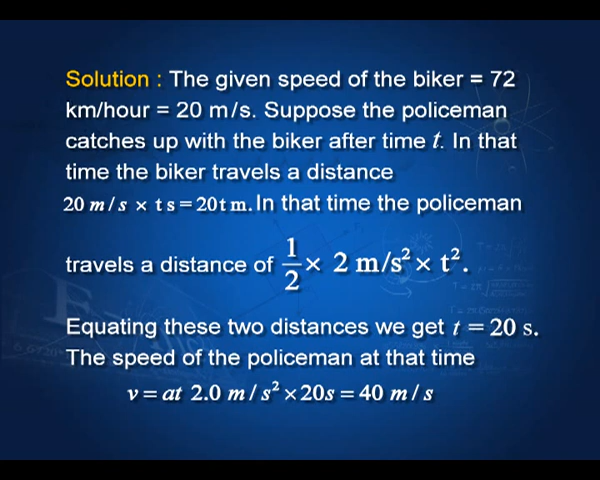 Solution : The given speed of the biker = 72
km/hour = 20 m/s. Suppose the policeman
catches up with the biker after time t. In that
time the biker travels a distance
20 m/s × t s = 20 t m. In that time the policeman
travels a distance of 1/2 × 2 m/s² × t².
Equating these two distances we get t = 20 s.
The speed of the policeman at that time
v = at 2.0 m/s² × 20s = 40 m/s